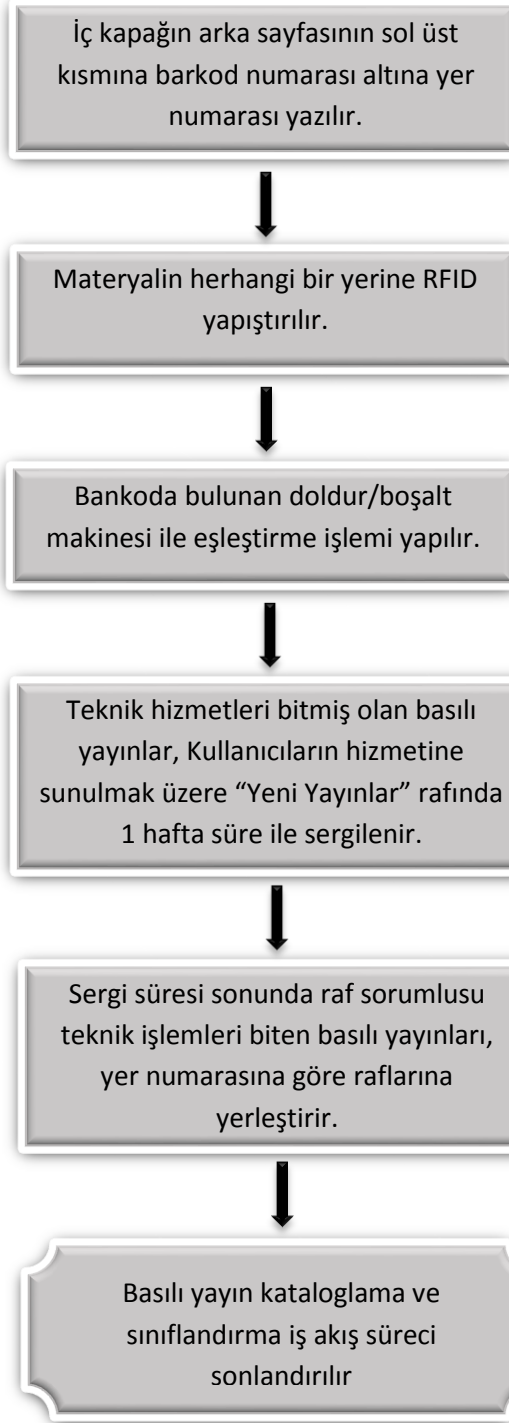 İç kapağın arka sayfasının sol üst
kısmına barkod numarası altına yer
numarası yazılır.
Materyalin herhangi bir yerine RFID
yapıştırılır.
Bankoda bulunan doldur/boşalt
makinesi ile eşleştirme işlemi yapılır.
Teknik hizmetleri bitmiş olan basılı
yayınlar, Kullanıcıların hizmetine
sunulmak üzere “Yeni Yayınlar” rafında
1 hafta süre ile sergilenir.
Sergi süresi sonunda raf sorumlusu
teknik işlemleri biten basılı yayınları,
yer numarasına göre raflarına
yerleştirir.
Basılı yayın kataloglama ve
sınıflandırma iş akış süreci
sonlandırılır